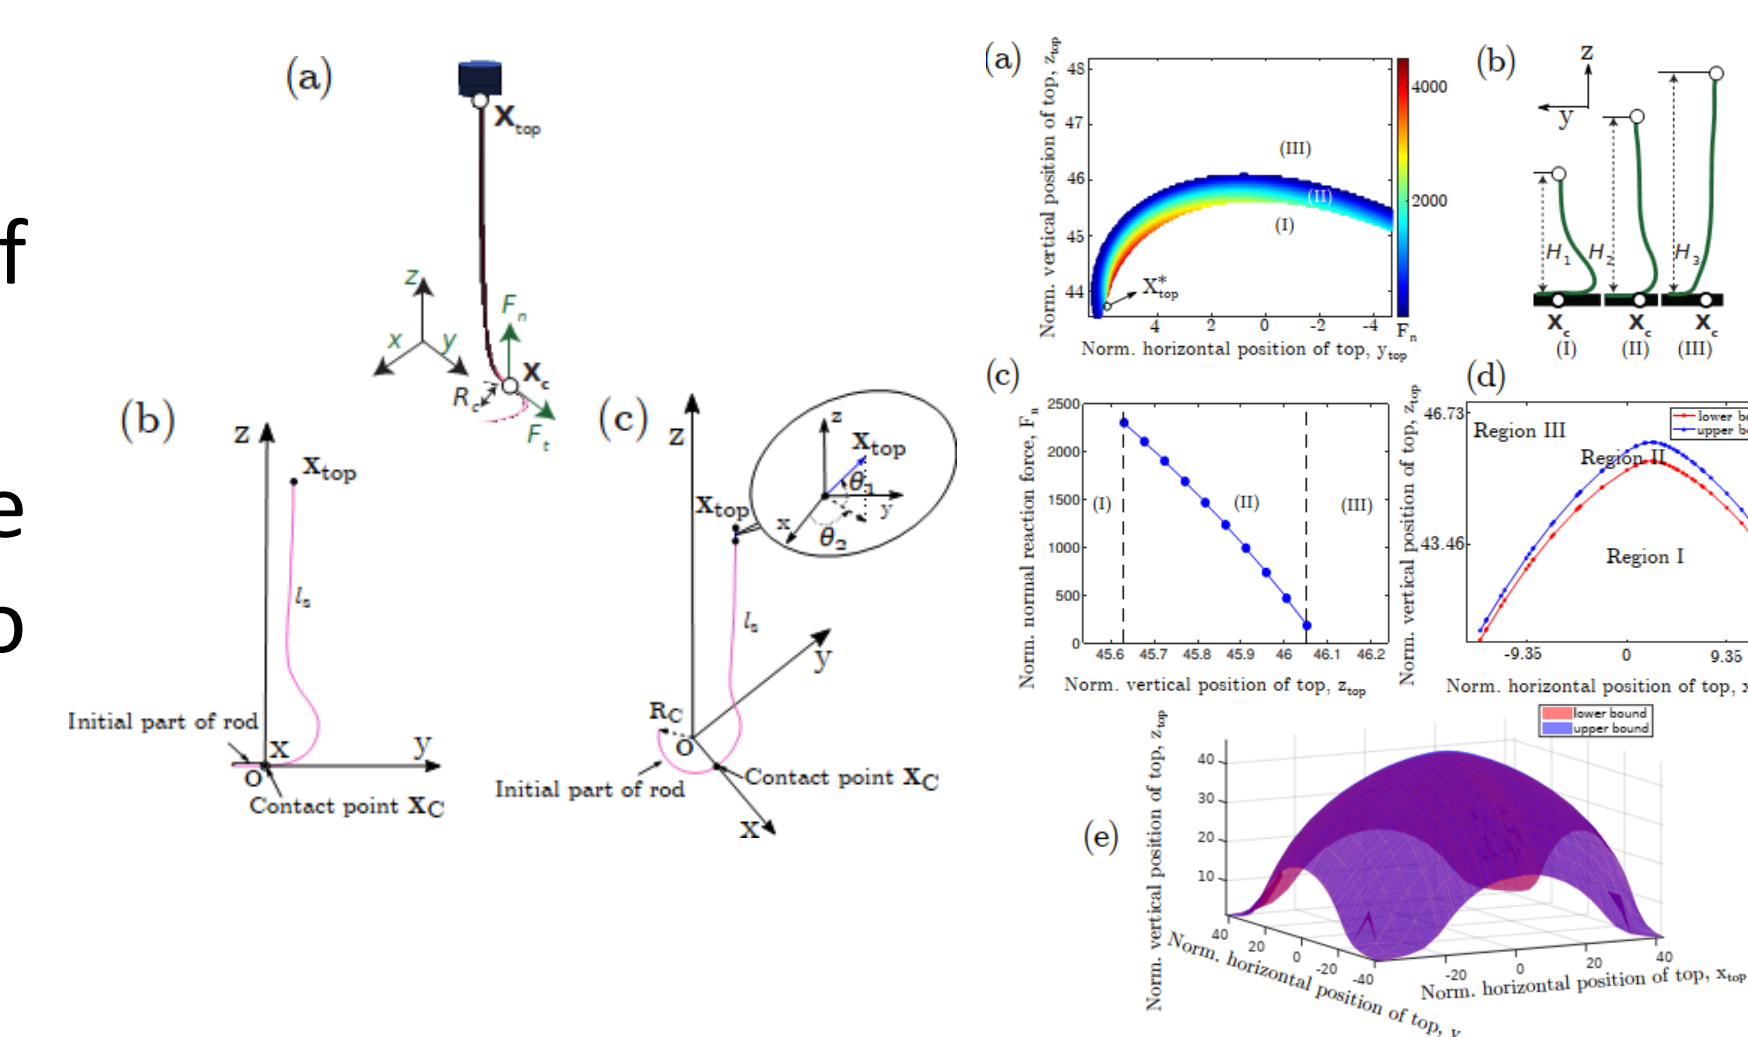 f
e
o
(a)
X_top
z
x
y
F_n
X_c
R_c
F_t
(b)
z
X_top
l_s
Initial part of rod
X
y
O
Contact point X_C
(c)
z
X_top
l_s
R_C
O
Initial part of rod
Contact point X_C
y
X
z
X_top
θ_1
y
x
θ_2
(a)
Norm. vertical position of top, z_top
48
47
46
45
44
(III)
(II)
(I)
X*_top
4 2 0 -2 -4
Norm. horizontal position of top, y_top
4000
2000
F_n
(b)
z
y
H_1
H_2
H_3
X_c X_c X_c
(I) (II) (III)
(c)
Norm. normal reaction force, F_n
2500
2000
1500
1000
500
0
(I) (II) (III)
45.6 45.7 45.8 45.9 46 46.1 46.2
Norm. vertical position of top, z_top
(d)
Norm. vertical position of top, z_top
46.73
43.46
Region III
Region II
Region I
lower bo
upper bo
-9.35 0 9.35
Norm. horizontal position of top, x
(e)
Norm. vertical position of top, z_top
lower bound
upper bound
40
30
20
10
40 20 0 -20 -40
-20 0 20 40
Norm. horizontal position of top, x_top
Norm. horizontal position of top,